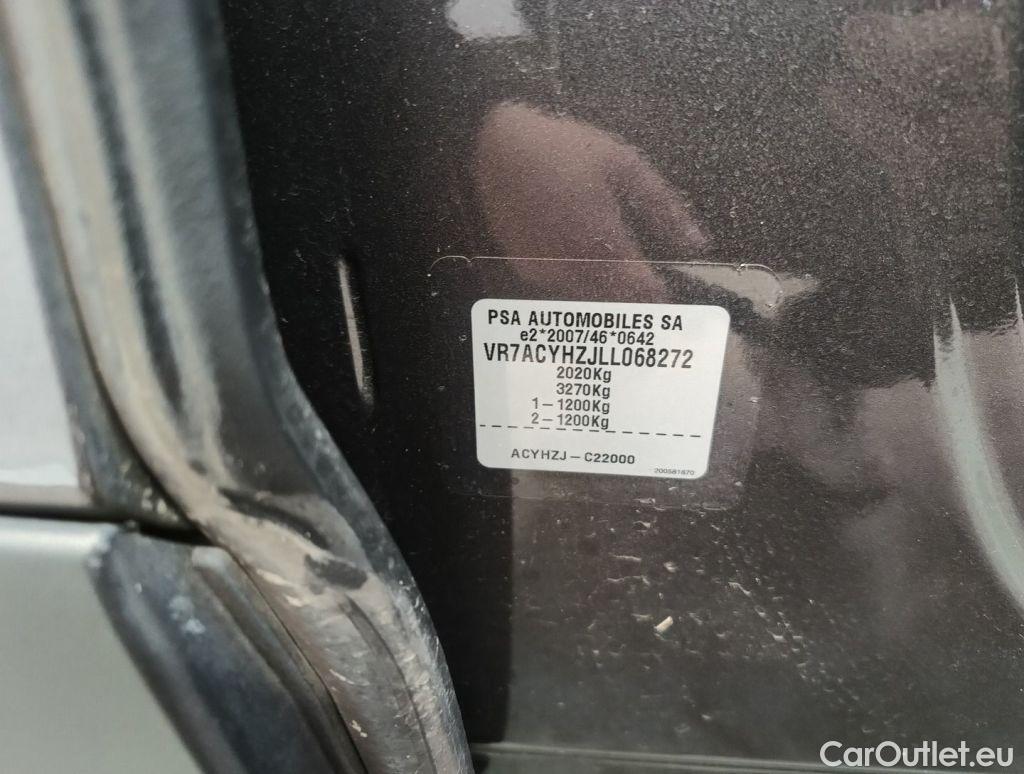 PSA AUTOMOBILES SA
e2*2007/46*0642
VR7ACYHZJLL068272
2020Kg
3270Kg
1-1200Kg
2-1200Kg
ACYHZJ-C22000
200581670
CarOutlet.eu